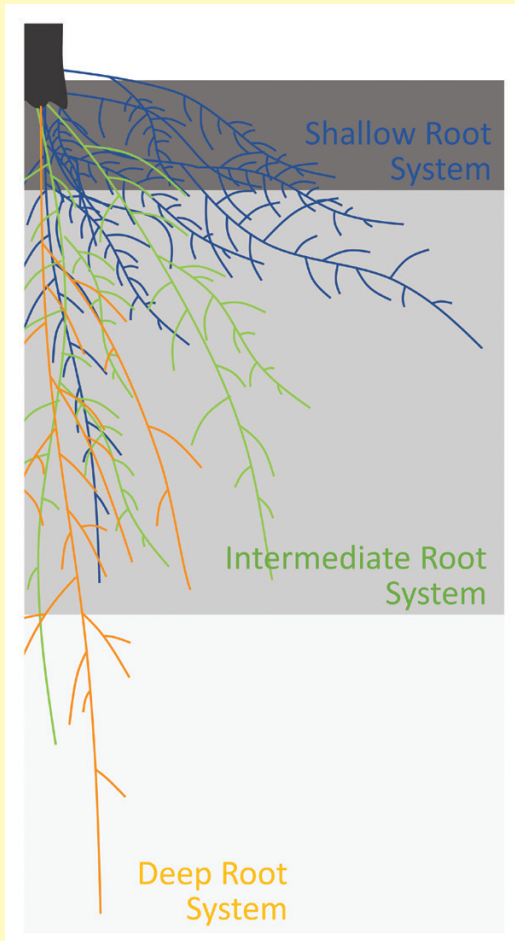 Shallow Root
System
Intermediate Root
System
Deep Root
System